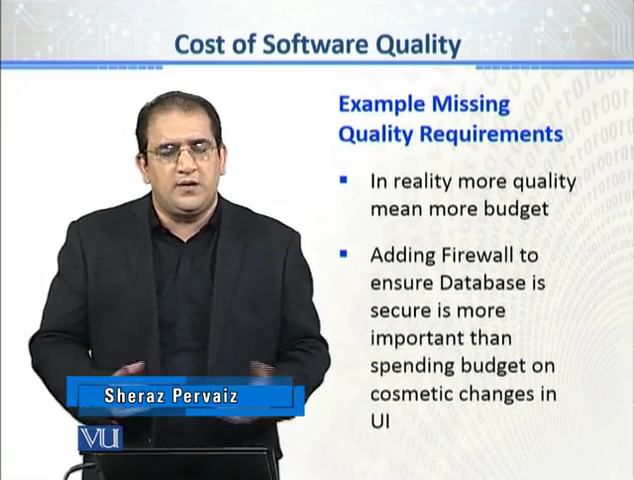 Cost of Software Quality
Example Missing
Quality Requirements
In reality more quality
mean more budget
Adding Firewall to
ensure Database is
secure is more
important than
spending budget on
cosmetic changes in
UI
Sheraz Pervaiz
VU